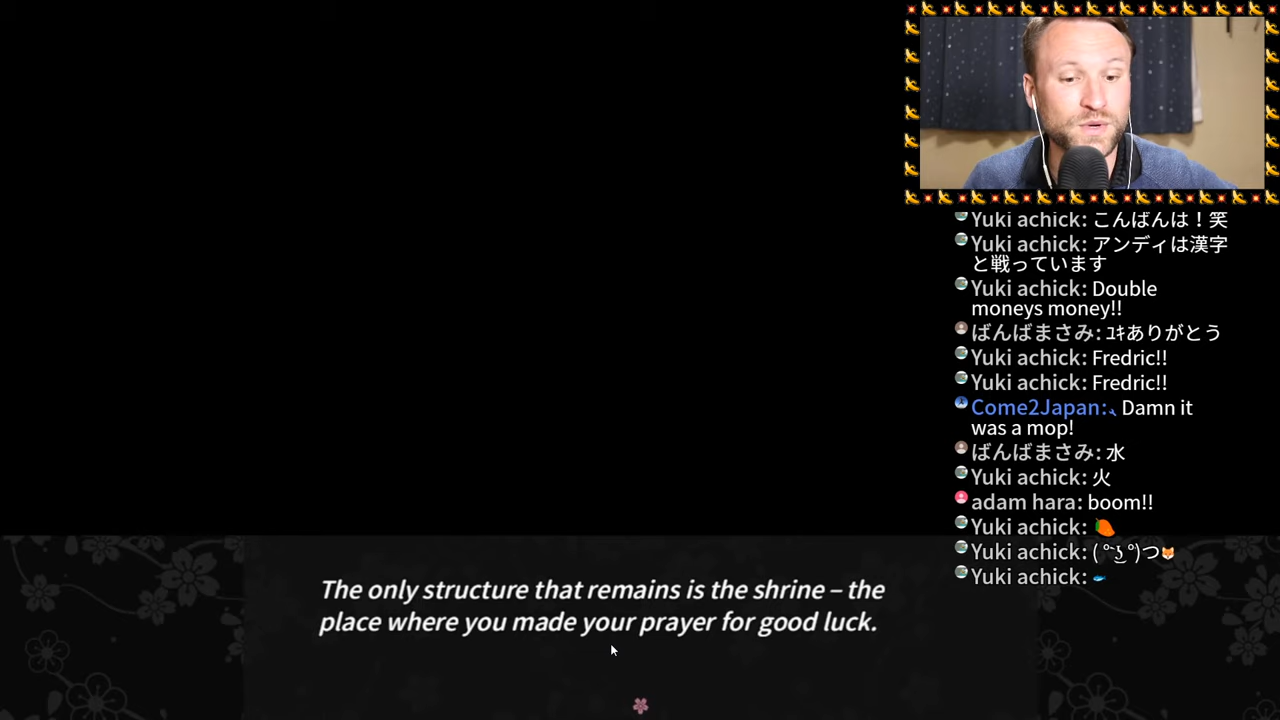 Yuki achick: こんばんは！笑
Yuki achick: アンディは漢字
と戦っています
Yuki achick: Double
moneys money!!
ばんばまさみ: ﾕｷありがとう
Yuki achick: Fredric!!
Yuki achick: Fredric!!
Come2Japan: Damn it
was a mop!
ばんばまさみ: 水
Yuki achick: 火
adam hara: boom!!
Yuki achick: 🥭
Yuki achick: ( ͡° ͜ʖ ͡°)つ🦊
Yuki achick: 🐟
The only structure that remains is the shrine – the
place where you made your prayer for good luck.